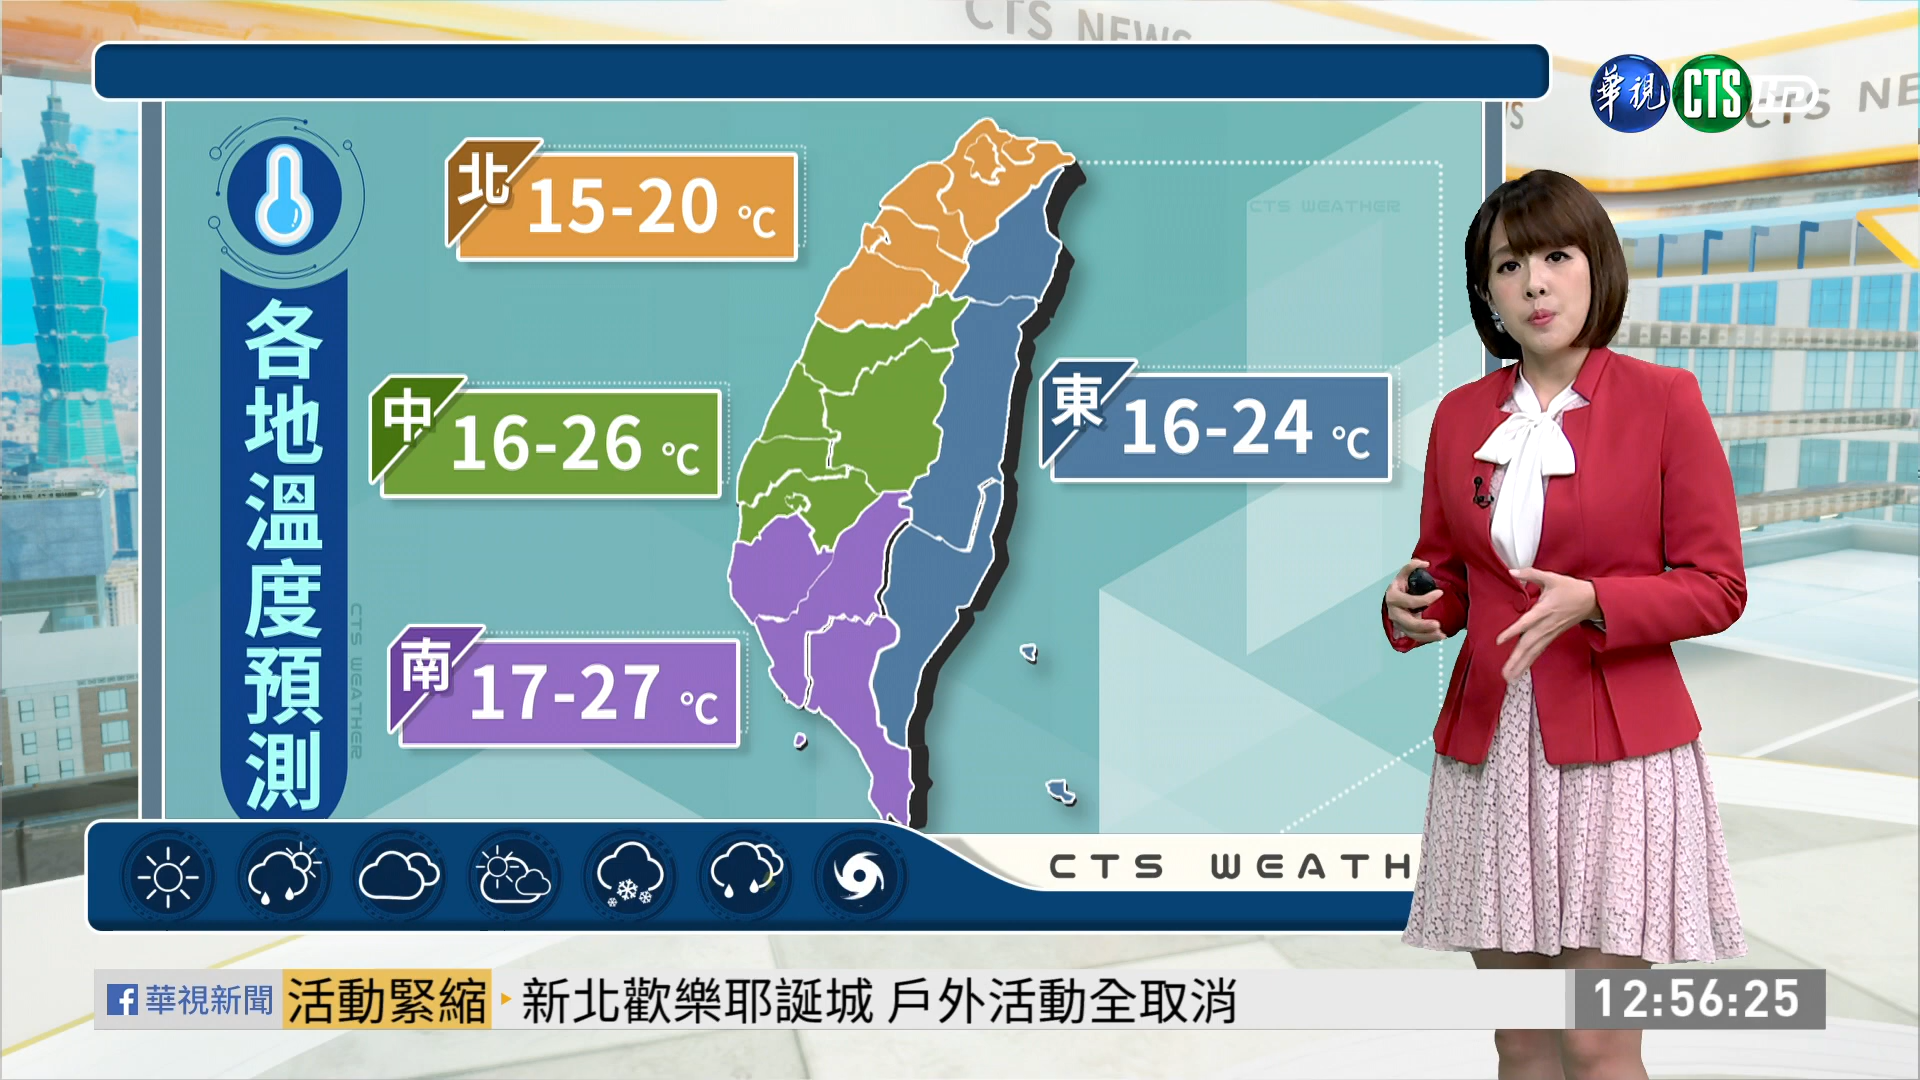 CTS NEWS
華視 CTS HD
CTS NE
北 15-20 °C
CTS WEATHER
各地溫度預測
中 16-26 °C
東 16-24 °C
南 17-27 °C
CTS WEATHER
CTS WEATH
華視新聞 活動緊縮 新北歡樂耶誕城 戶外活動全取消 12:56:25